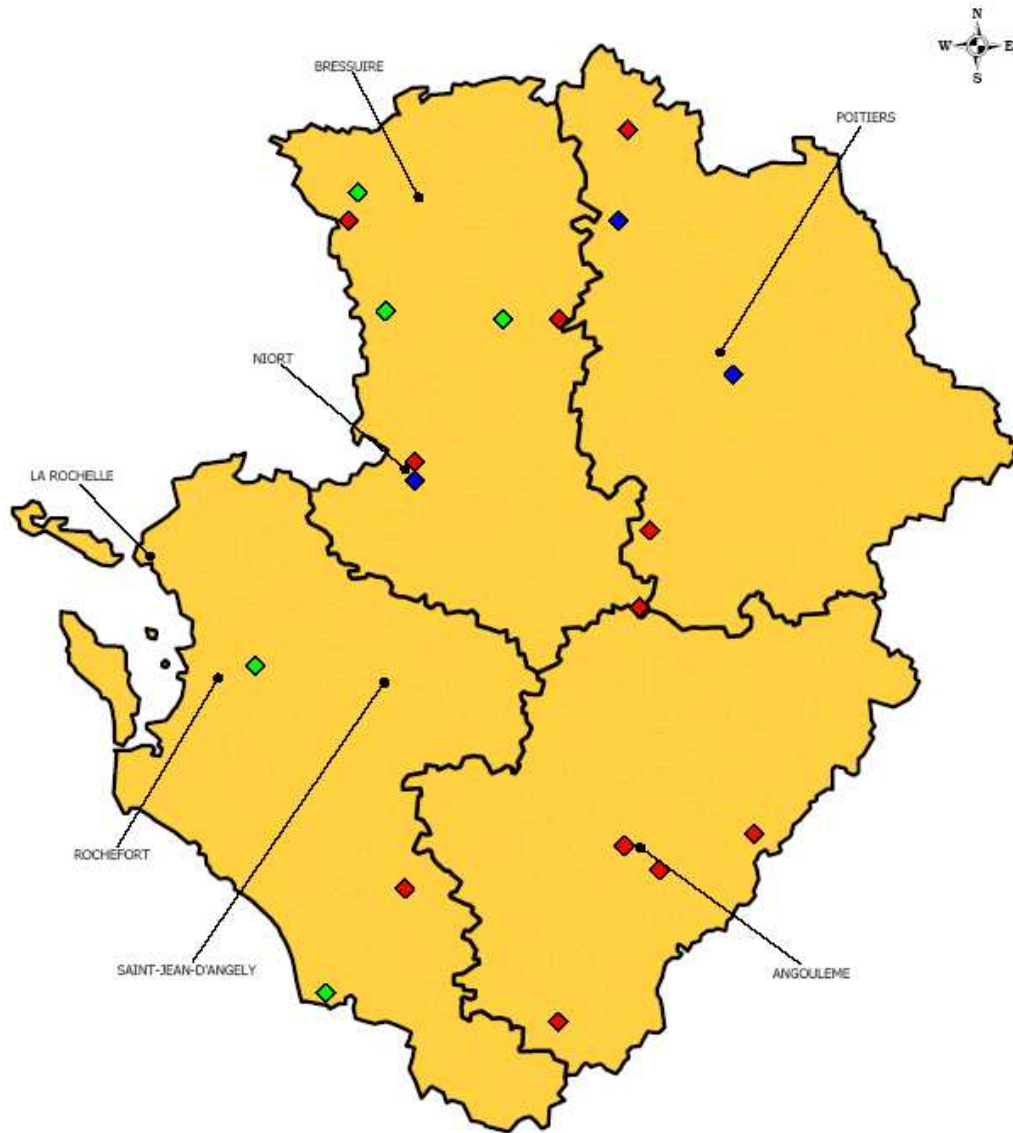 N
W E
S
BRESSUIRE
POITIERS
NIORT
LA ROCHELLE
ROCHEFORT
SAINT-JEAN-D'ANGELY
ANGOULEME